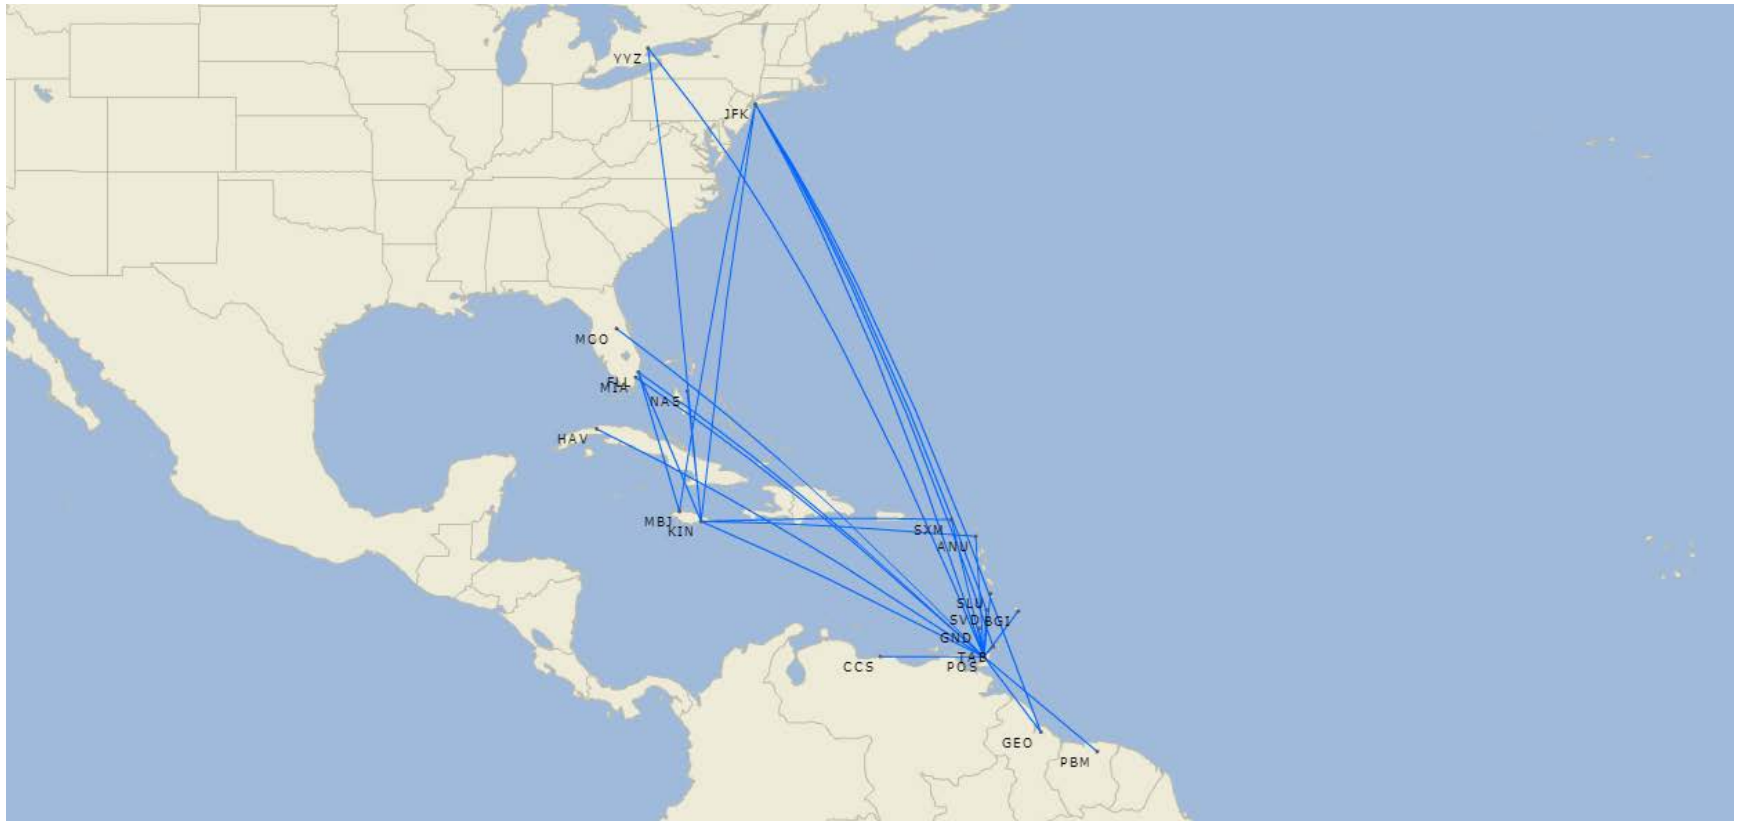 YYZ
JFK
MCO
FLL
MIA
NAS
HAV
MBJ
KIN
SXM
ANU
SLU
SVD
BGI
GND
TAB
POS
CCS
GEO
PBM